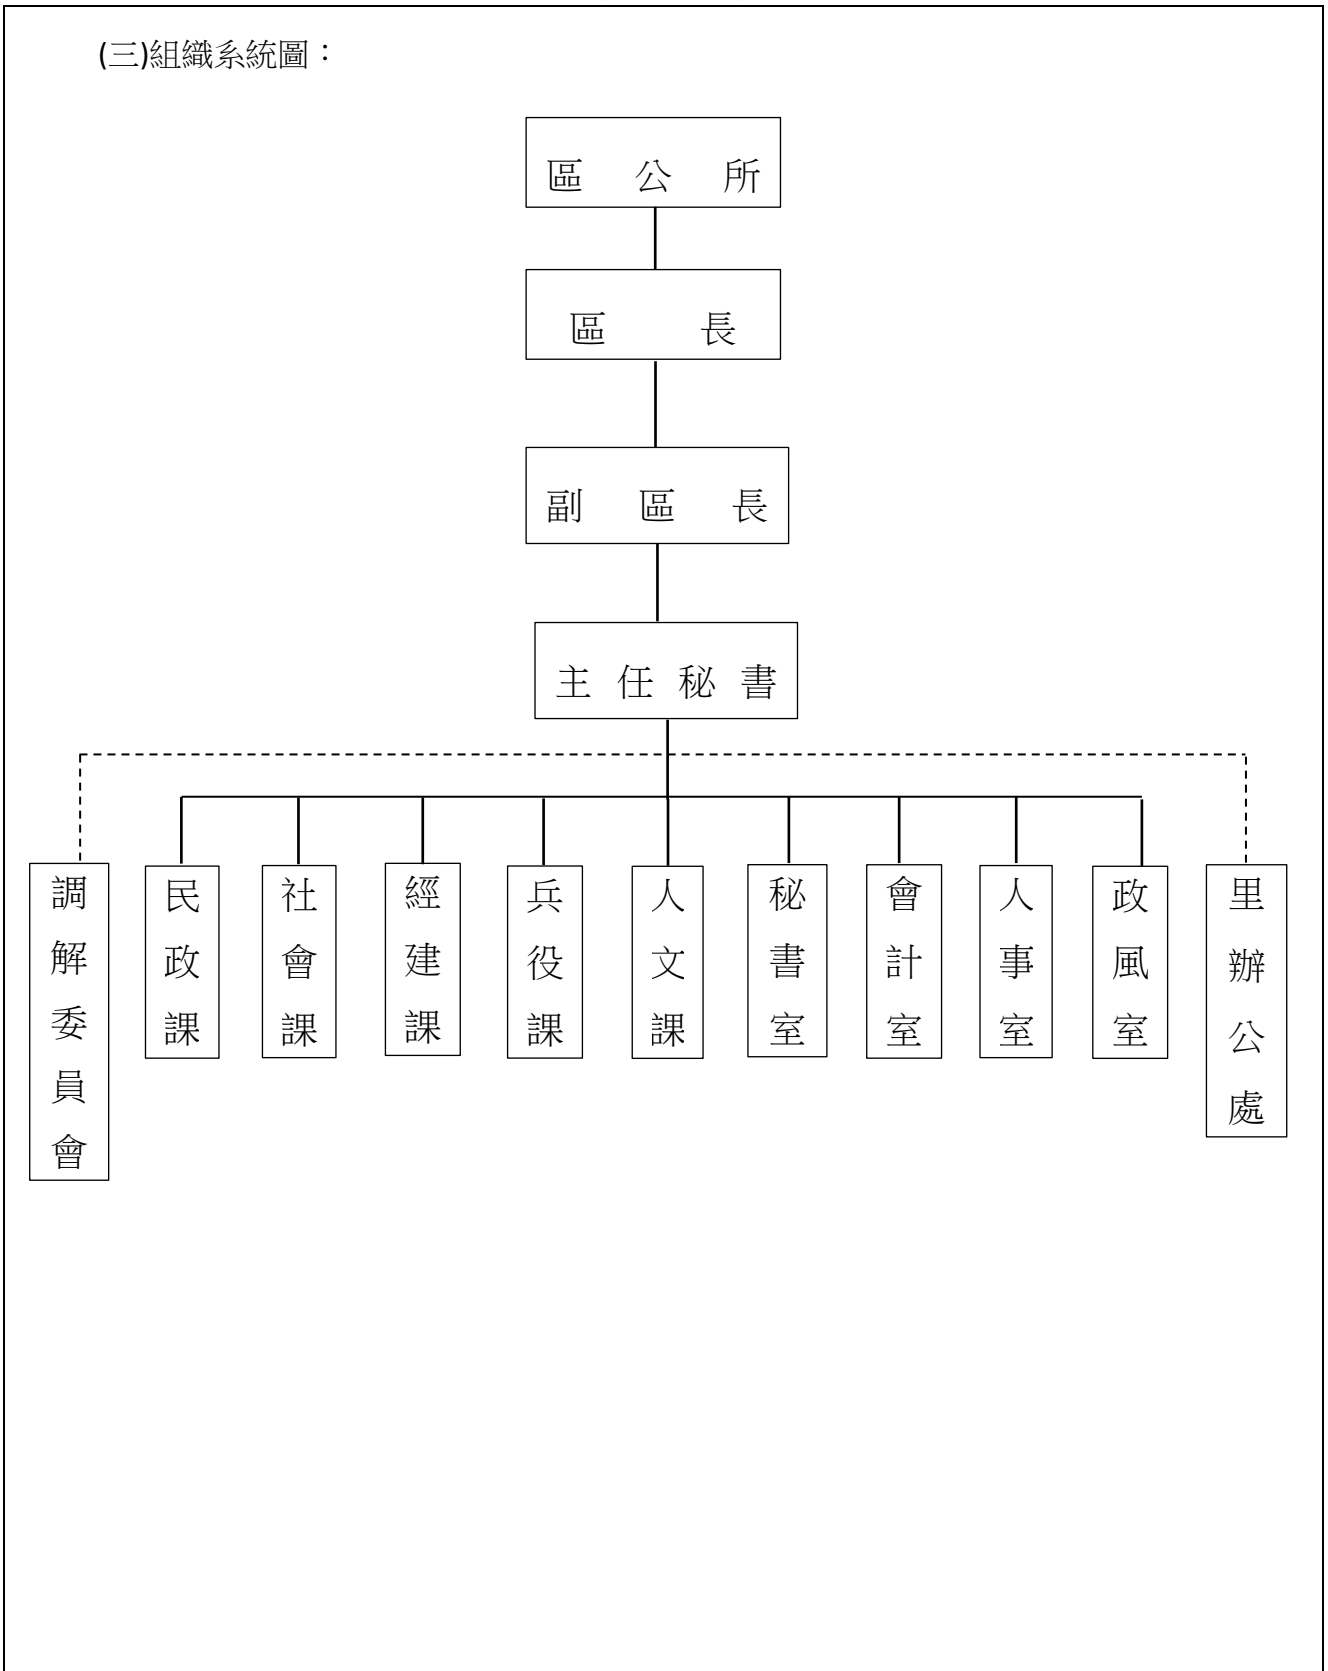 (三)組織系統圖：
區公所
區長
副區長
主任秘書
調解委員會
民政課
社會課
經建課
兵役課
人文課
秘書室
會計室
人事室
政風室
里辦公處